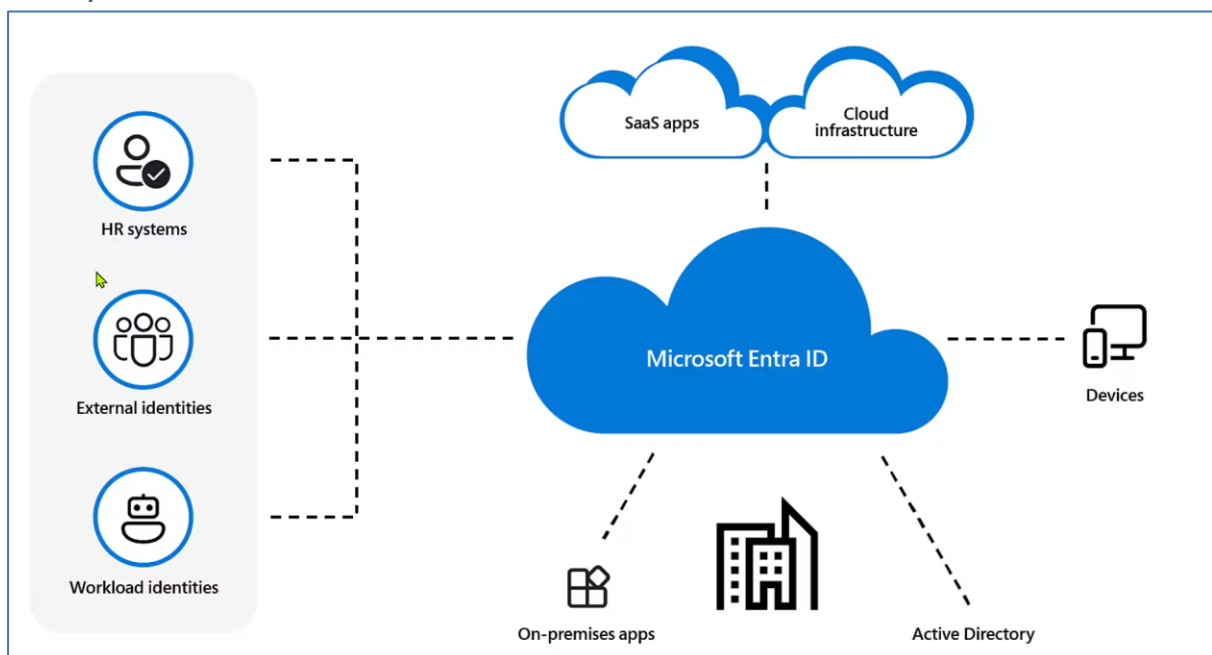 SaaS apps
Cloud
infrastructure
HR systems
External identities
Microsoft Entra ID
Devices
Workload identities
On-premises apps
Active Directory